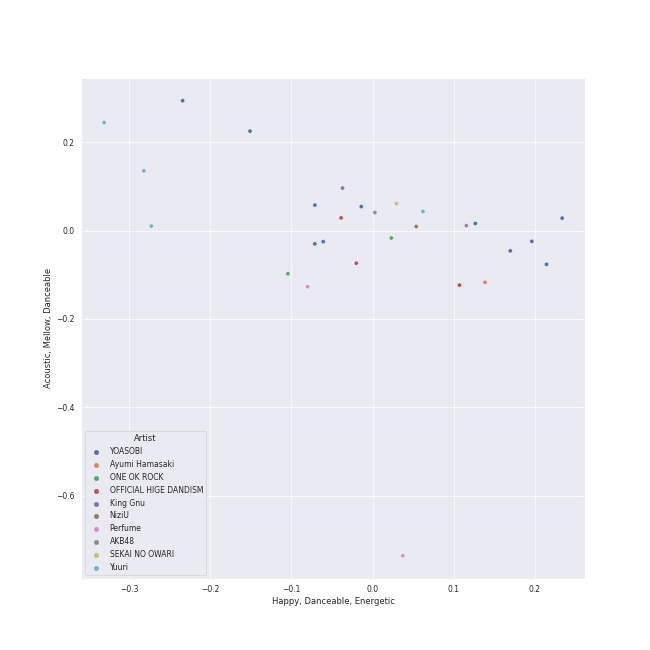 0.2
0.0
−0.2
−0.4
−0.6
Acoustic, Mellow, Danceable
Artist
YOASOBI
Ayumi Hamasaki
ONE OK ROCK
OFFICIAL HIGE DANDISM
King Gnu
NiziU
Perfume
AKB48
SEKAI NO OWARI
Yuuri
−0.3 −0.2 −0.1 0.0 0.1 0.2
Happy, Danceable, Energetic